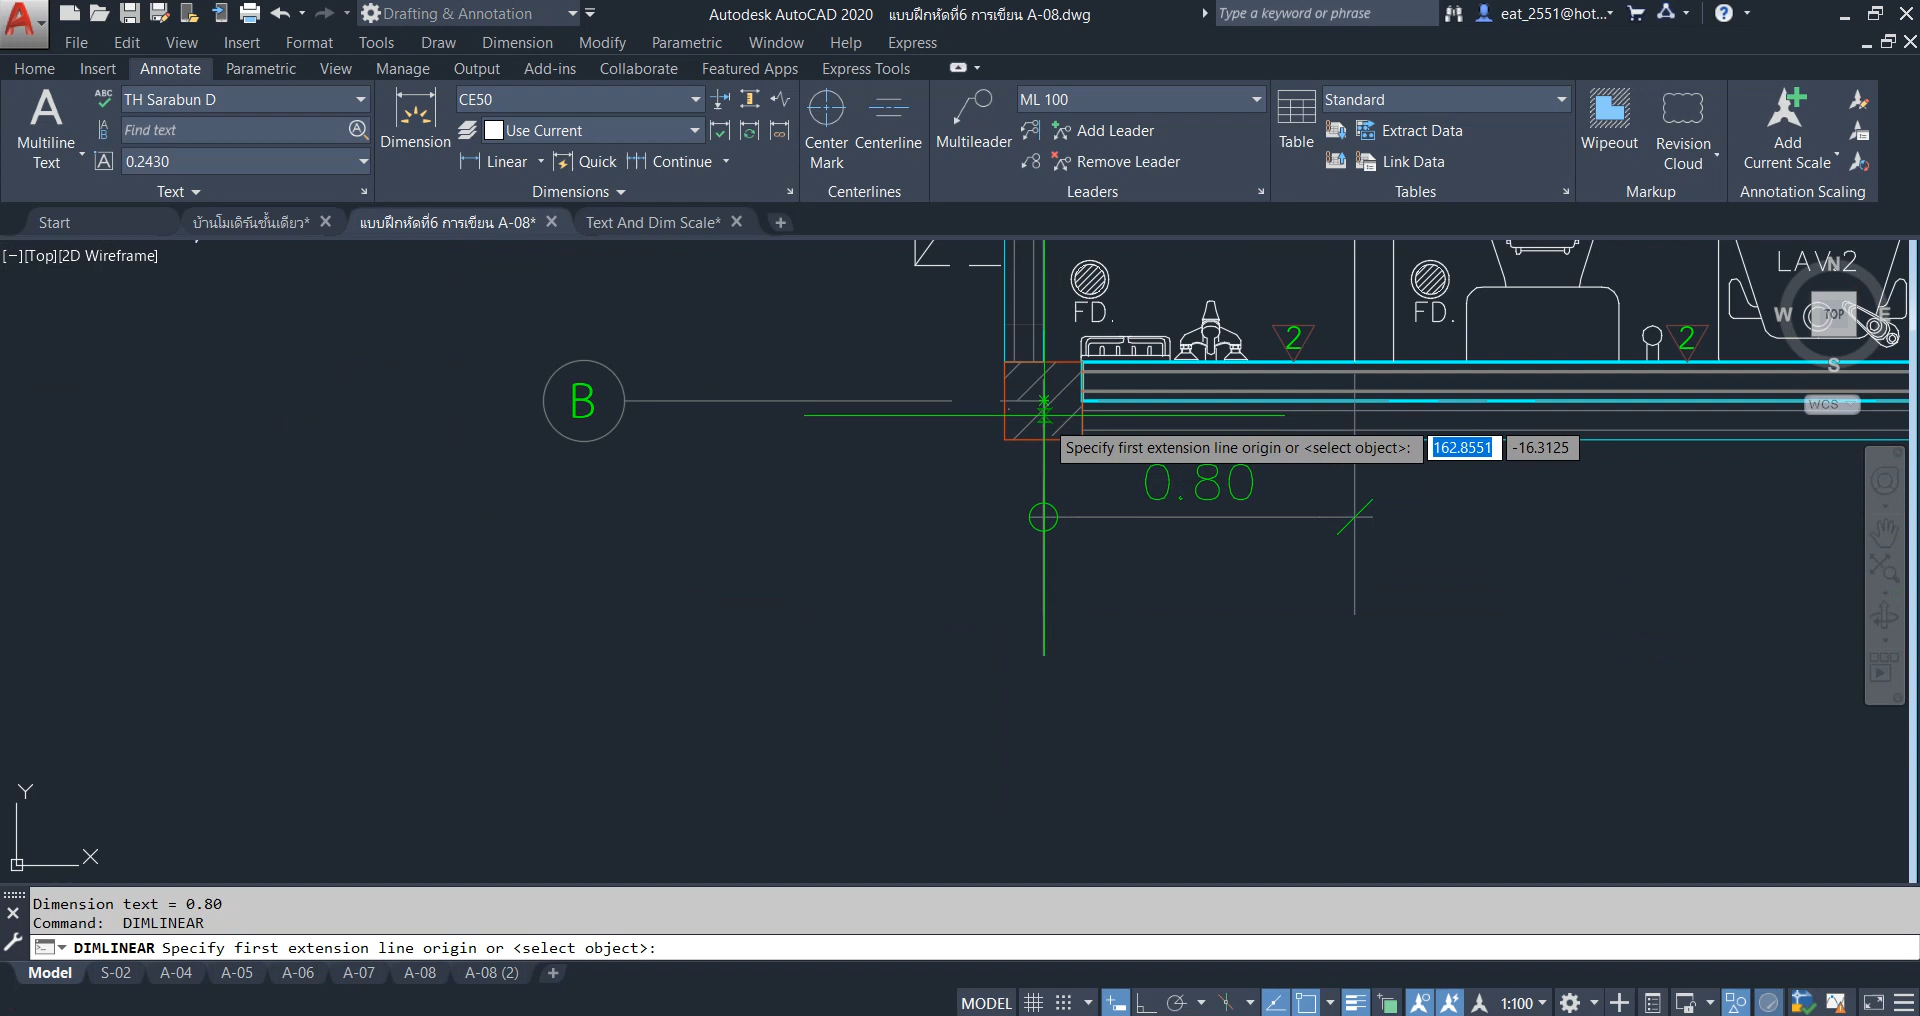 Drafting & Annotation
Autodesk AutoCAD 2020 แบบฝึกหัดที่6 การเขียน A-08.dwg
Type a keyword or phrase
eat_2551@hot...
File Edit View Insert Format Tools Draw Dimension Modify Parametric Window Help Express
Home Insert Annotate Parametric View Manage Output Add-ins Collaborate Featured Apps Express Tools
TH Sarabun D
Find text
0.2430
Multiline
Text
Text
Dimension
CE50
Use Current
Linear Quick Continue
Dimensions
Center
Mark
Centerline
Centerlines
Multileader
ML 100
Add Leader
Remove Leader
Leaders
Table
Standard
Extract Data
Link Data
Tables
Wipeout
Revision
Cloud
Markup
Add
Current Scale
Annotation Scaling
Start
บ้านโมเดิร์นชั้นเดียว*
แบบฝึกหัดที่6 การเขียน A-08*
Text And Dim Scale*
[−][Top][2D Wireframe]
FD.
FD.
LAV.2
N
W TOP E
S
2
2
B
WCS
Specify first extension line origin or <select object>: 162.8551 -16.3125
0.80
Y
X
Dimension text = 0.80
Command: DIMLINEAR
DIMLINEAR Specify first extension line origin or <select object>:
Model S-02 A-04 A-05 A-06 A-07 A-08 A-08 (2)
MODEL
1:100